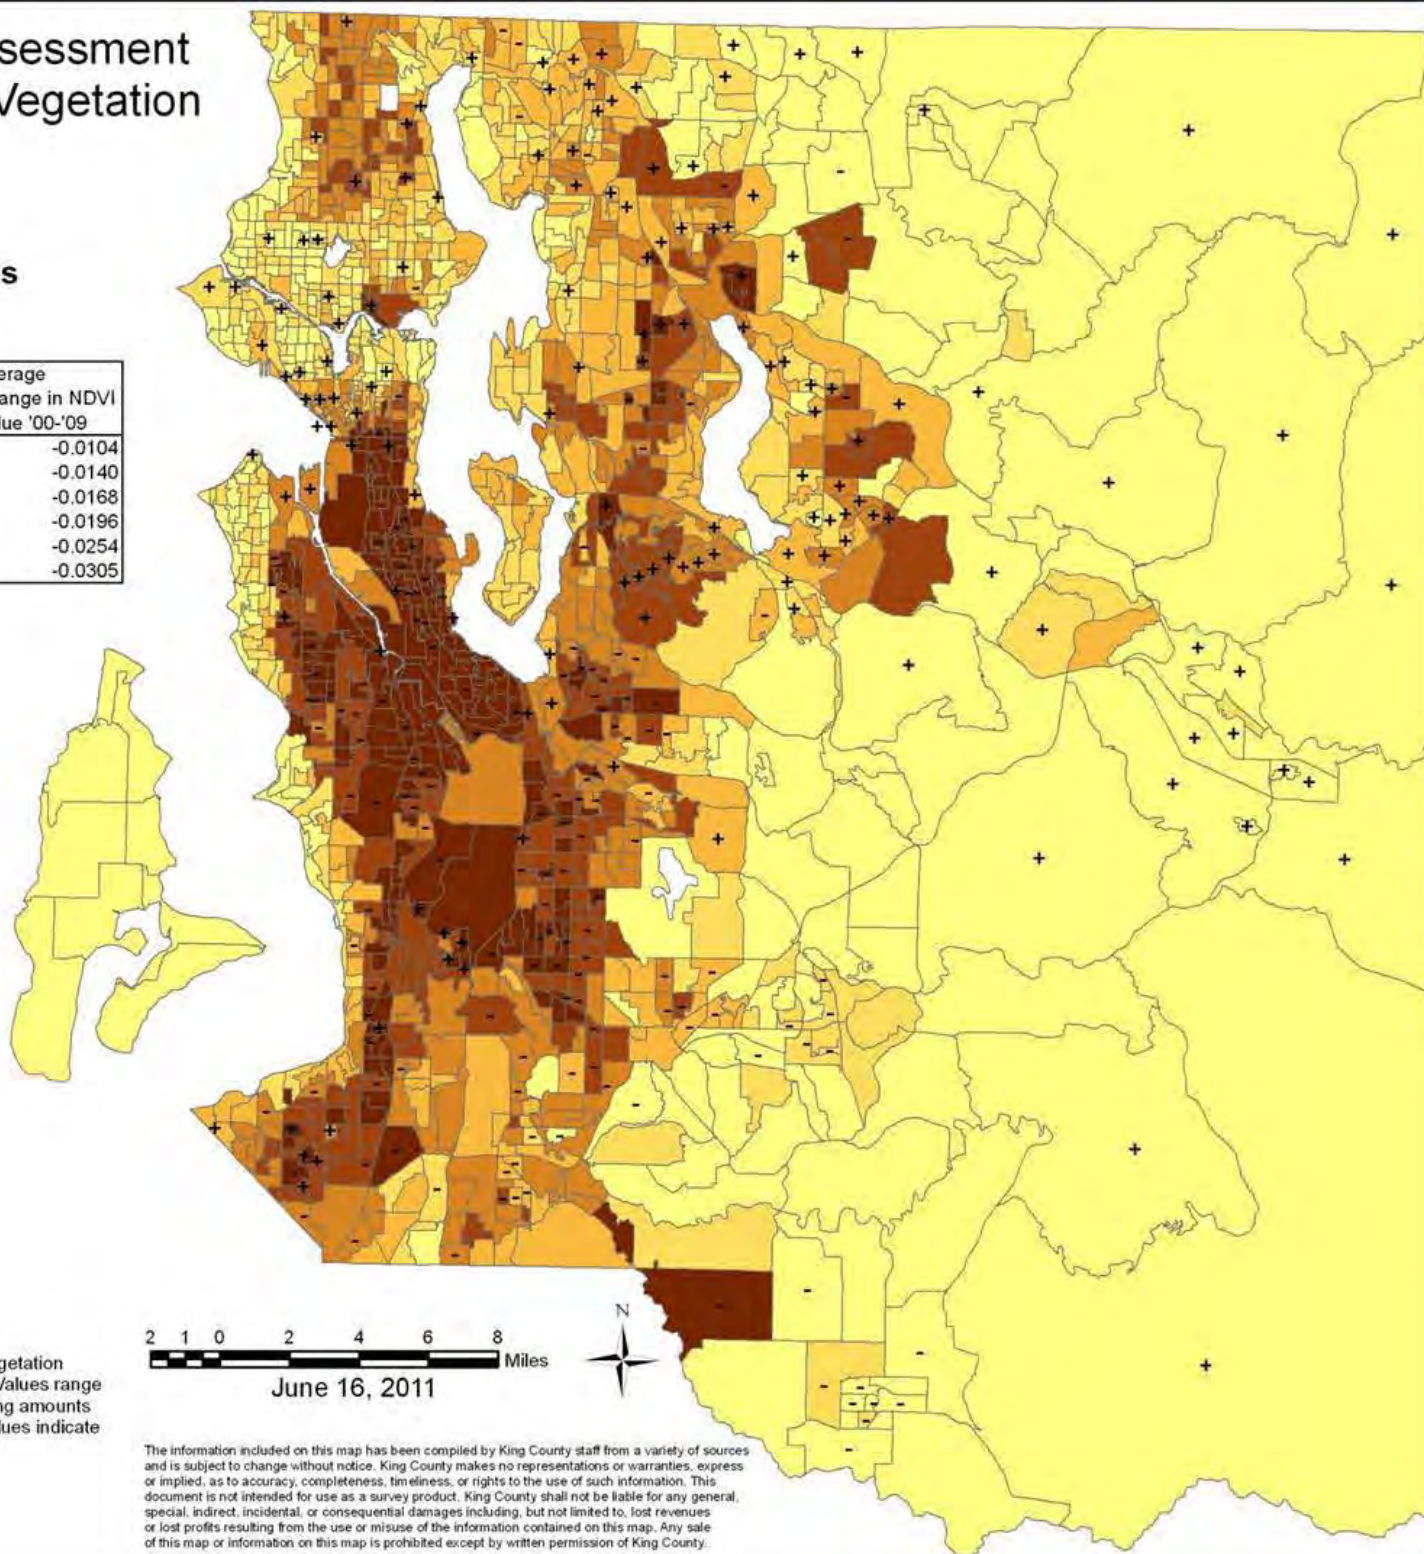 sessment
Vegetation
s
erage
ange in NDVI
lue '00-'09
-0.0104
-0.0140
-0.0168
-0.0196
-0.0254
-0.0305
N
2 1 0 2 4 6 8
Miles
June 16, 2011
getation
Values range
ng amounts
lues indicate
The information included on this map has been compiled by King County staff from a variety of sources
and is subject to change without notice. King County makes no representations or warranties, express
or implied, as to accuracy, completeness, timeliness, or rights to the use of such information. This
document is not intended for use as a survey product. King County shall not be liable for any general,
special, indirect, incidental, or consequential damages including, but not limited to, lost revenues
or lost profits resulting from the use or misuse of the information contained on this map. Any sale
of this map or information on this map is prohibited except by written permission of King County.